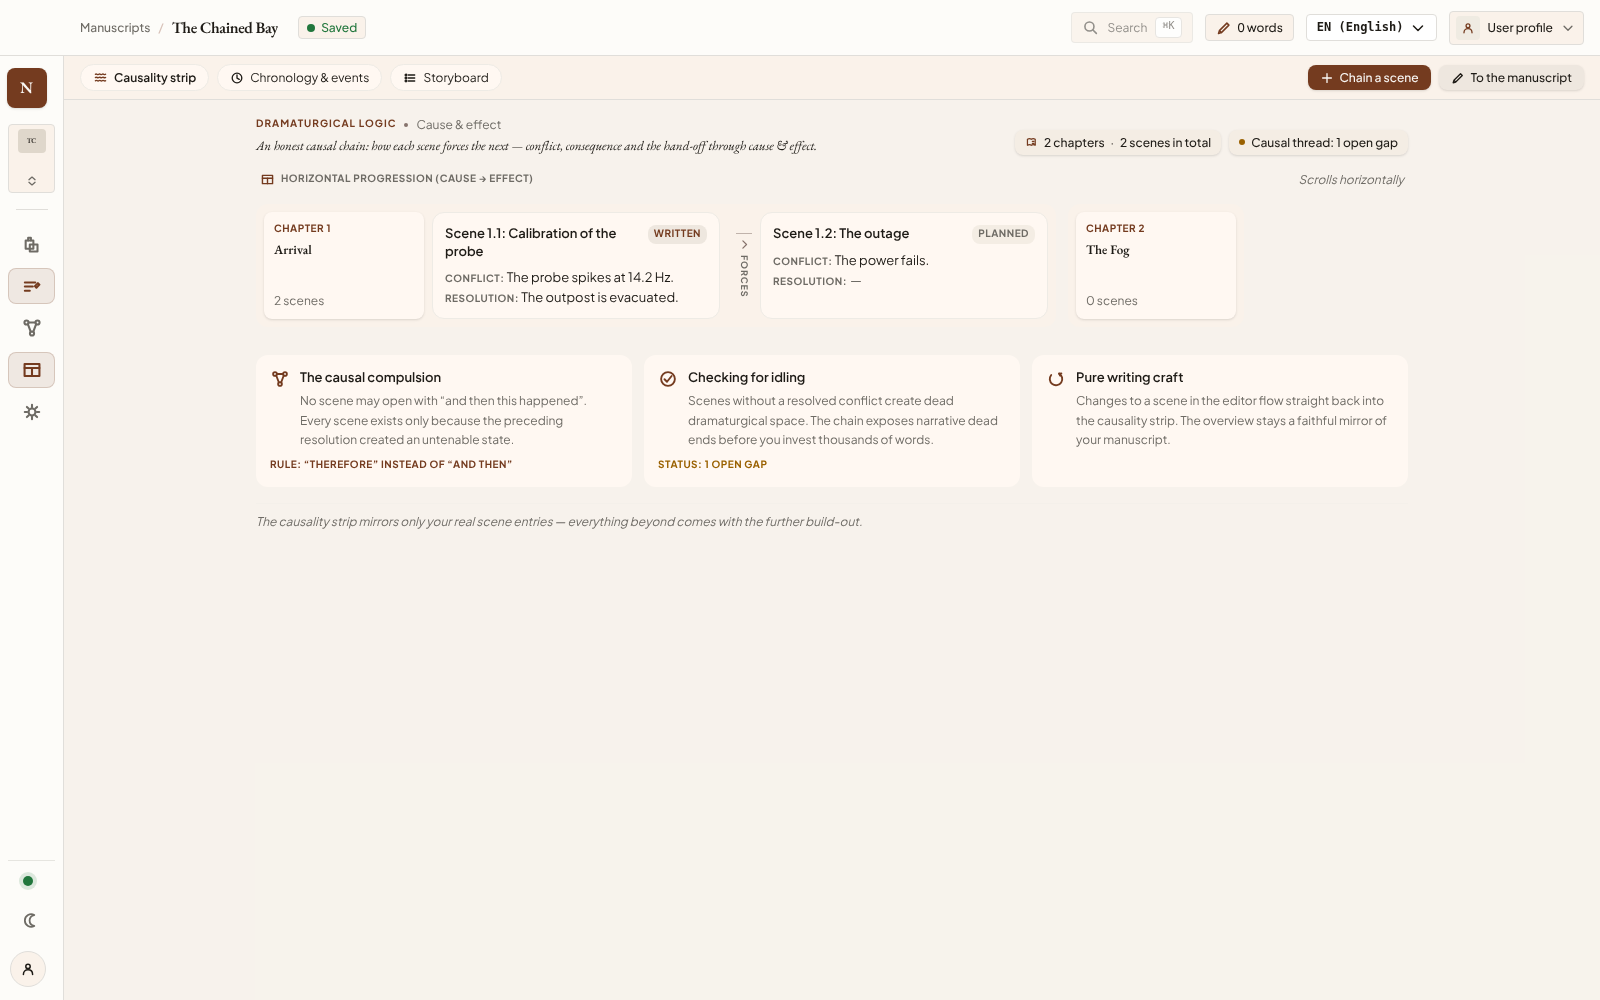 Manuscripts / The Chained Bay
Saved
Search ⌘K
0 words
EN (English)
User profile
N
Causality strip
Chronology & events
Storyboard
Chain a scene
To the manuscript
TC
DRAMATURGICAL LOGIC • Cause & effect
An honest causal chain: how each scene forces the next — conflict, consequence and the hand-off through cause & effect.
2 chapters · 2 scenes in total
Causal thread: 1 open gap
HORIZONTAL PROGRESSION (CAUSE → EFFECT)
Scrolls horizontally
CHAPTER 1
Arrival
2 scenes
Scene 1.1: Calibration of the
probe
WRITTEN
CONFLICT: The probe spikes at 14.2 Hz.
RESOLUTION: The outpost is evacuated.
FORCES
Scene 1.2: The outage
PLANNED
CONFLICT: The power fails.
RESOLUTION: —
CHAPTER 2
The Fog
0 scenes
The causal compulsion
No scene may open with “and then this happened”.
Every scene exists only because the preceding
resolution created an untenable state.
RULE: “THEREFORE” INSTEAD OF “AND THEN”
Checking for idling
Scenes without a resolved conflict create dead
dramaturgical space. The chain exposes narrative dead
ends before you invest thousands of words.
STATUS: 1 OPEN GAP
Pure writing craft
Changes to a scene in the editor flow straight back into
the causality strip. The overview stays a faithful mirror of
your manuscript.
The causality strip mirrors only your real scene entries — everything beyond comes with the further build-out.